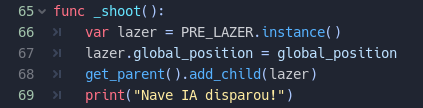 65 func _shoot():
66 var lazer = PRE_LAZER.instance()
67 lazer.global_position = global_position
68 get_parent().add_child(lazer)
69 print("Nave IA disparou!")